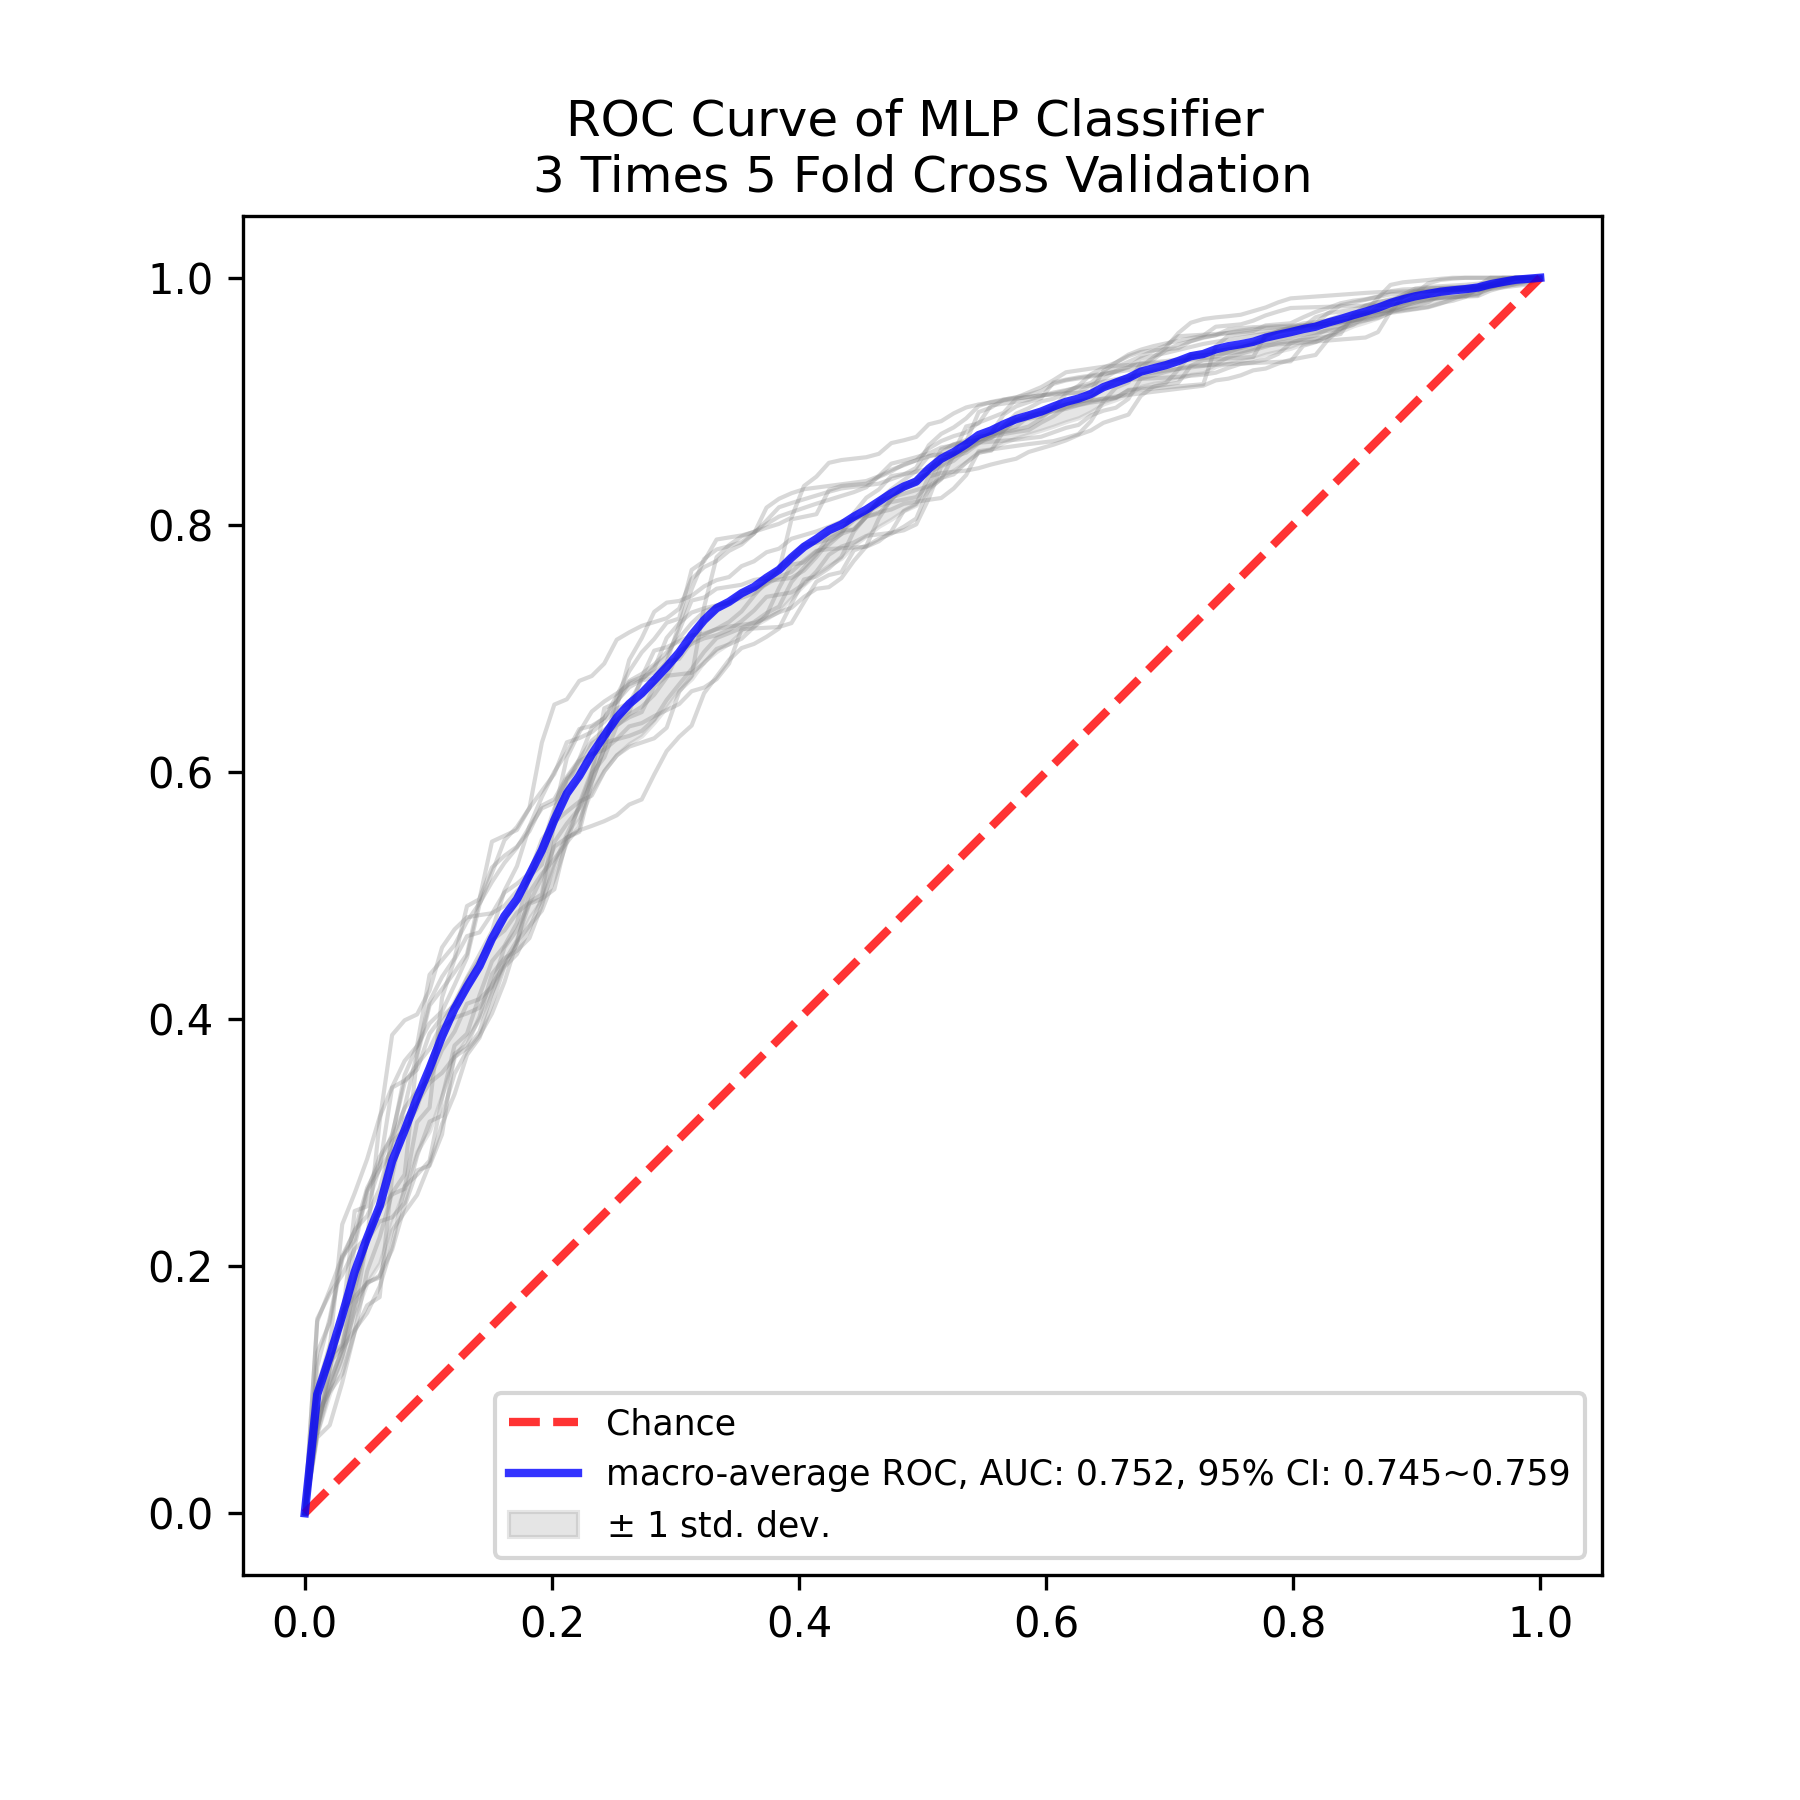 ROC Curve of MLP Classifier
3 Times 5 Fold Cross Validation
1.0
0.8
0.6
0.4
0.2
0.0
Chance
macro-average ROC, AUC: 0.752, 95% CI: 0.745~0.759
± 1 std. dev.
0.0 0.2 0.4 0.6 0.8 1.0